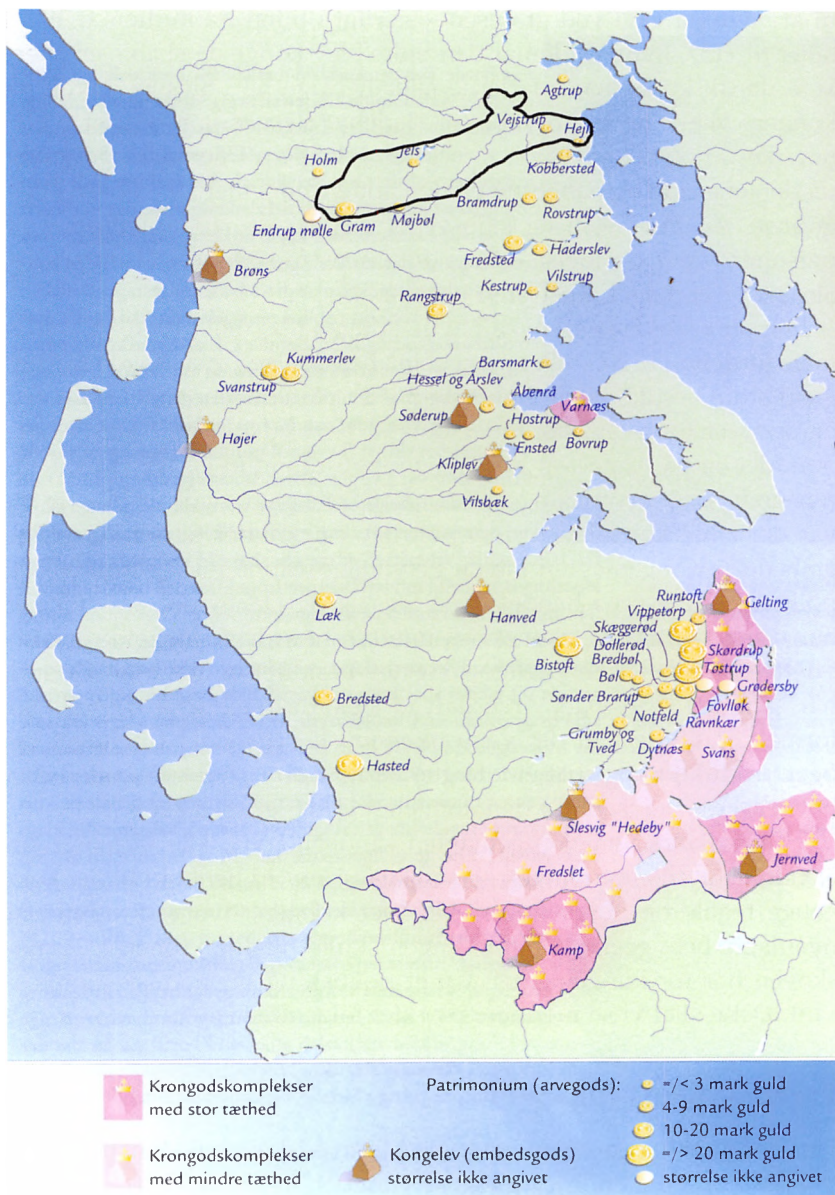 Agtrup
Vejstrup
Hejls
Jels
Holm
Kobbersted
Bramdrup
Rovstrup
Endrup mølle
Gram
Møjbøl
Fredsted
Haderslev
Brøns
Kestrup
Vilstrup
Rangstrup
Kummerlev
Svanstrup
Barsmark
Hessel og Årslev
Åbenrå
Varnæs
Søderup
Hostrup
Højer
Ensted
Bovrup
Kliplev
Vilsbæk
Runtoft
Gelting
Vippetorp
Læk
Hanved
Skæggerød
Dollerød
Skørdrup
Bistoft
Bredbøl
Tostrup
Bøl
Grødersby
Bredsted
Sønder Brarup
Fovlløk
Notfeld
Ravnkær
Grumby og
Tved
Dytnæs
Svans
Hasted
Slesvig "Hedeby"
Jernved
Fredslet
Kamp
Krongodskomplekser
med stor tæthed
Krongodskomplekser
med mindre tæthed
Patrimonium (arvegods):
=/< 3 mark guld
4-9 mark guld
10-20 mark guld
=/> 20 mark guld
størrelse ikke angivet
Kongelev (embedsgods)
størrelse ikke angivet